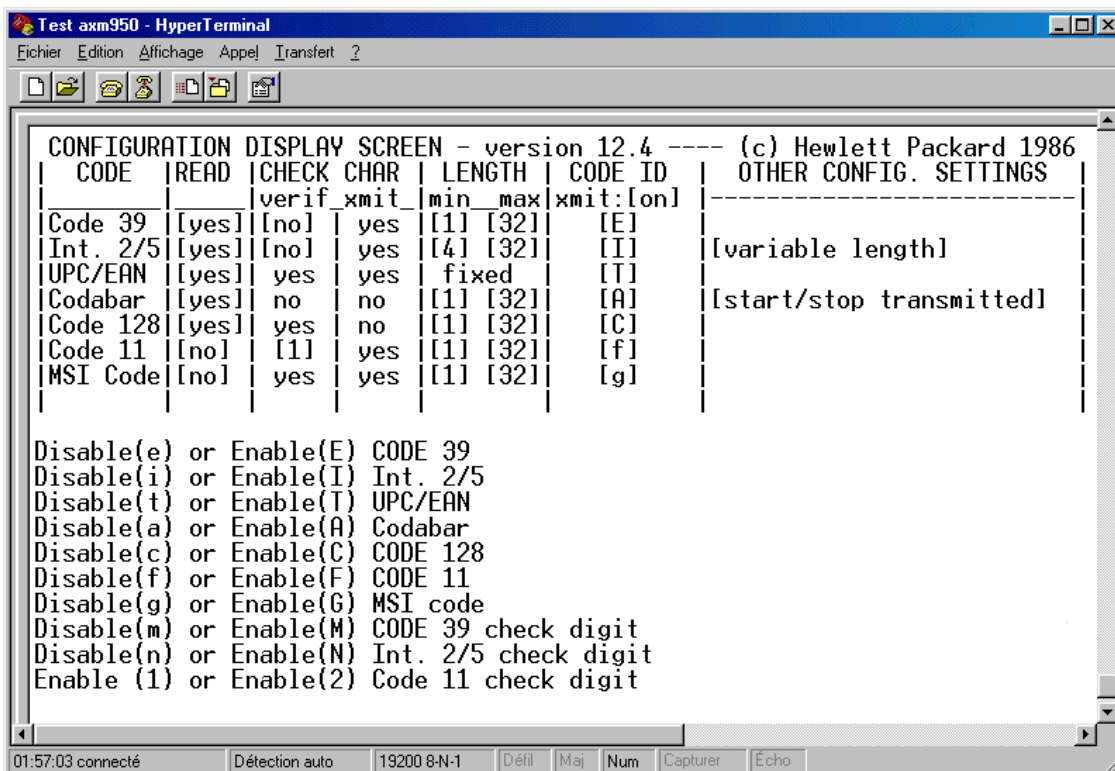 Test axm950 - HyperTerminal
Fichier Edition Affichage Appel Transfert ?
CONFIGURATION DISPLAY SCREEN - version 12.4 ---- (c) Hewlett Packard 1986
| CODE |READ |CHECK CHAR | LENGTH | CODE ID | OTHER CONFIG. SETTINGS |
|_________|_____|verif_xmit_|min__max|xmit:[on] |--------------------------|
|Code 39 |[yes]|[no] | yes |[1] [32]| [E] | |
|Int. 2/5|[yes]|[no] | yes |[4] [32]| [I] |[variable length] |
|UPC/EAN |[yes]| yes | yes | fixed | [T] | |
|Codabar |[yes]| no | no |[1] [32]| [A] |[start/stop transmitted] |
|Code 128|[yes]| yes | no |[1] [32]| [C] | |
|Code 11 |[no] | [1] | yes |[1] [32]| [f] | |
|MSI Code|[no] | yes | yes |[1] [32]| [g] | |
Disable(e) or Enable(E) CODE 39
Disable(i) or Enable(I) Int. 2/5
Disable(t) or Enable(T) UPC/EAN
Disable(a) or Enable(A) Codabar
Disable(c) or Enable(C) CODE 128
Disable(f) or Enable(F) CODE 11
Disable(g) or Enable(G) MSI code
Disable(m) or Enable(M) CODE 39 check digit
Disable(n) or Enable(N) Int. 2/5 check digit
Enable (1) or Enable(2) Code 11 check digit
01:57:03 connecté Détection auto 19200 8-N-1 Défil Maj Num Capturer Écho